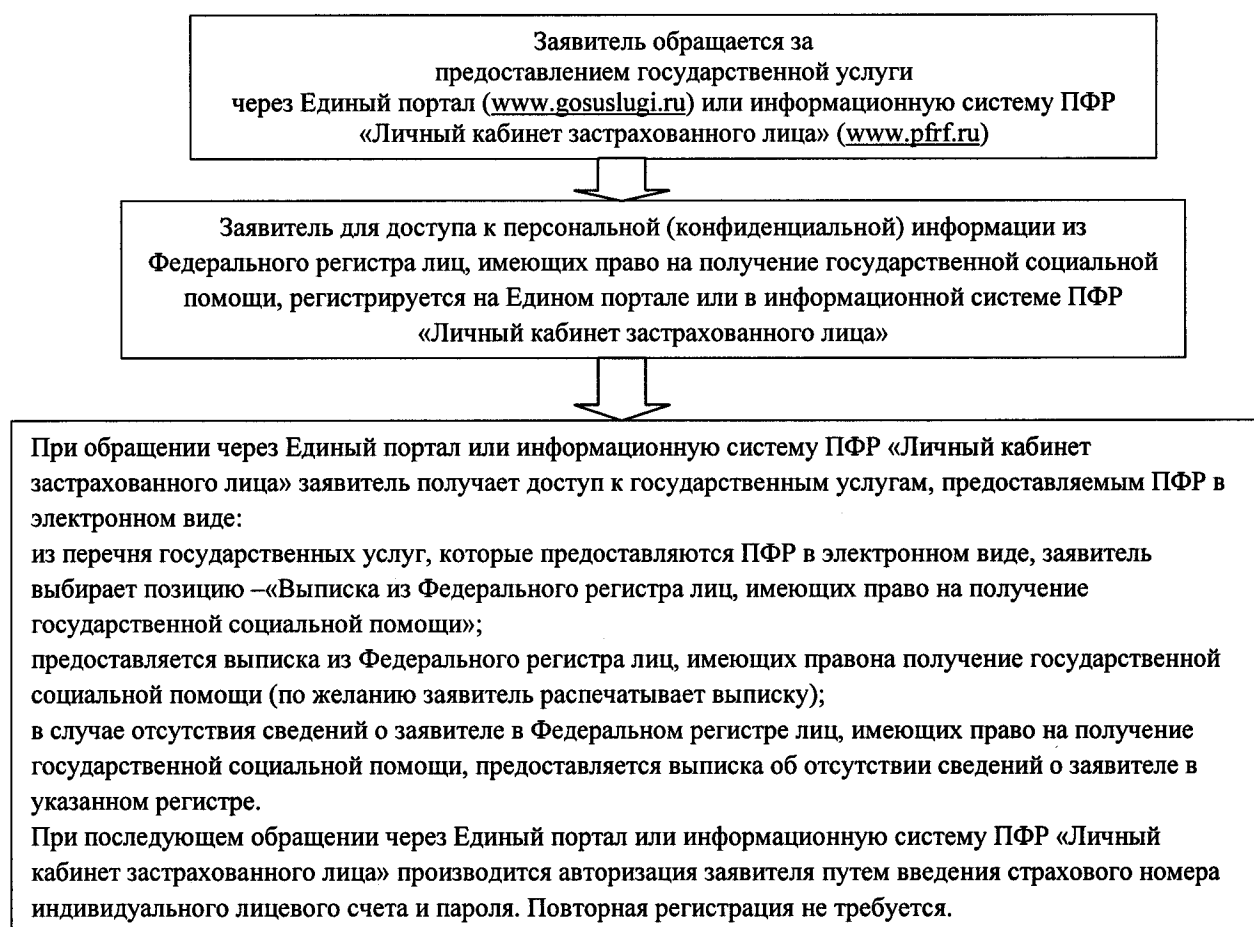 Заявитель обращается за
предоставлением государственной услуги
через Единый портал (www.gosuslugi.ru) или информационную систему ПФР
«Личный кабинет застрахованного лица» (www.pfrf.ru)
Заявитель для доступа к персональной (конфиденциальной) информации из
Федерального регистра лиц, имеющих право на получение государственной социальной
помощи, регистрируется на Едином портале или в информационной системе ПФР
«Личный кабинет застрахованного лица»
При обращении через Единый портал или информационную систему ПФР «Личный кабинет
застрахованного лица» заявитель получает доступ к государственным услугам, предоставляемым ПФР в
электронном виде:
из перечня государственных услуг, которые предоставляются ПФР в электронном виде, заявитель
выбирает позицию –«Выписка из Федерального регистра лиц, имеющих право на получение
государственной социальной помощи»;
предоставляется выписка из Федерального регистра лиц, имеющих правона получение государственной
социальной помощи (по желанию заявитель распечатывает выписку);
в случае отсутствия сведений о заявителе в Федеральном регистре лиц, имеющих право на получение
государственной социальной помощи, предоставляется выписка об отсутствии сведений о заявителе в
указанном регистре.
При последующем обращении через Единый портал или информационную систему ПФР «Личный
кабинет застрахованного лица» производится авторизация заявителя путем введения страхового номера
индивидуального лицевого счета и пароля. Повторная регистрация не требуется.